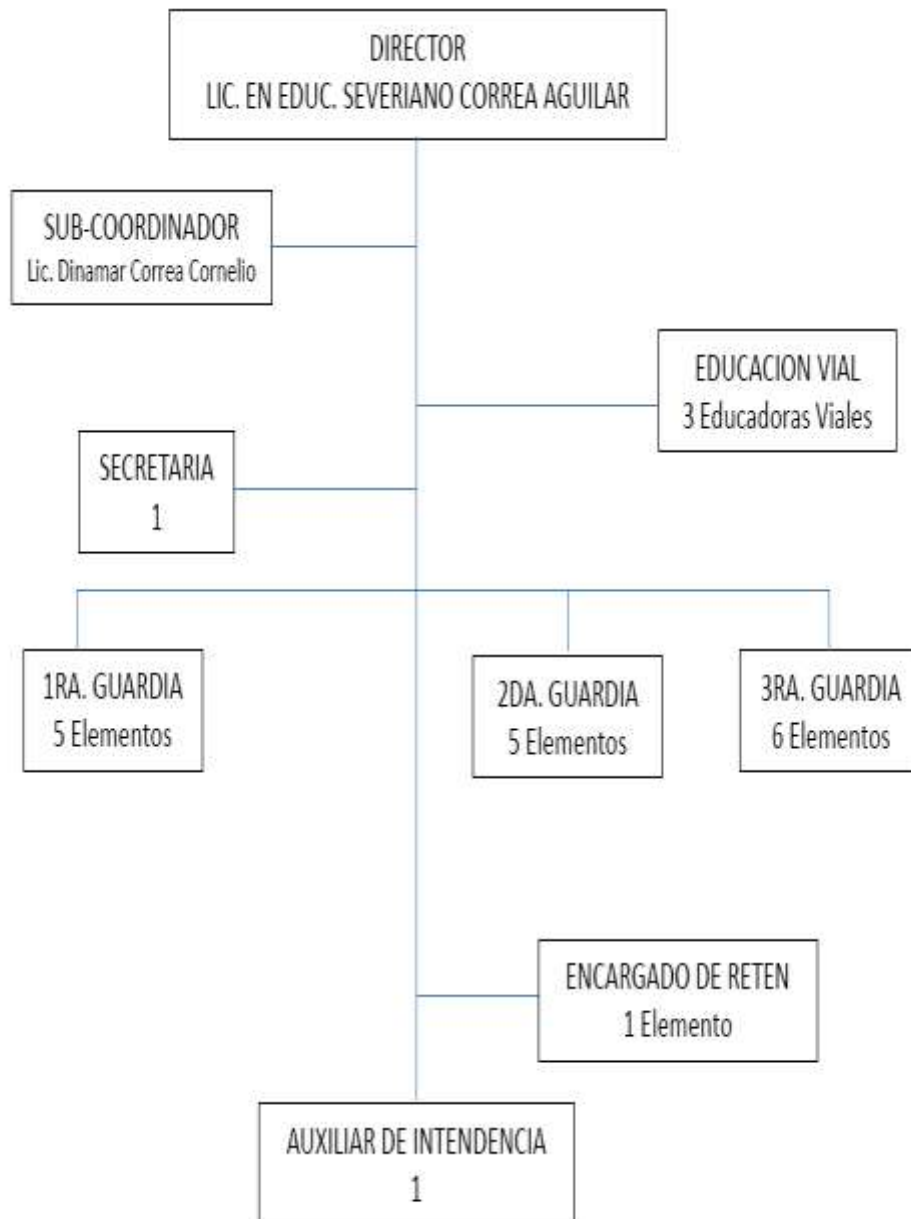 DIRECTOR
LIC. EN EDUC. SEVERIANO CORREA AGUILAR
SUB-COORDINADOR
Lic. Dinamar Correa Cornelio
EDUCACION VIAL
3 Educadoras Viales
SECRETARIA
1
1RA. GUARDIA
5 Elementos
2DA. GUARDIA
5 Elementos
3RA. GUARDIA
6 Elementos
ENCARGADO DE RETEN
1 Elemento
AUXILIAR DE INTENDENCIA
1